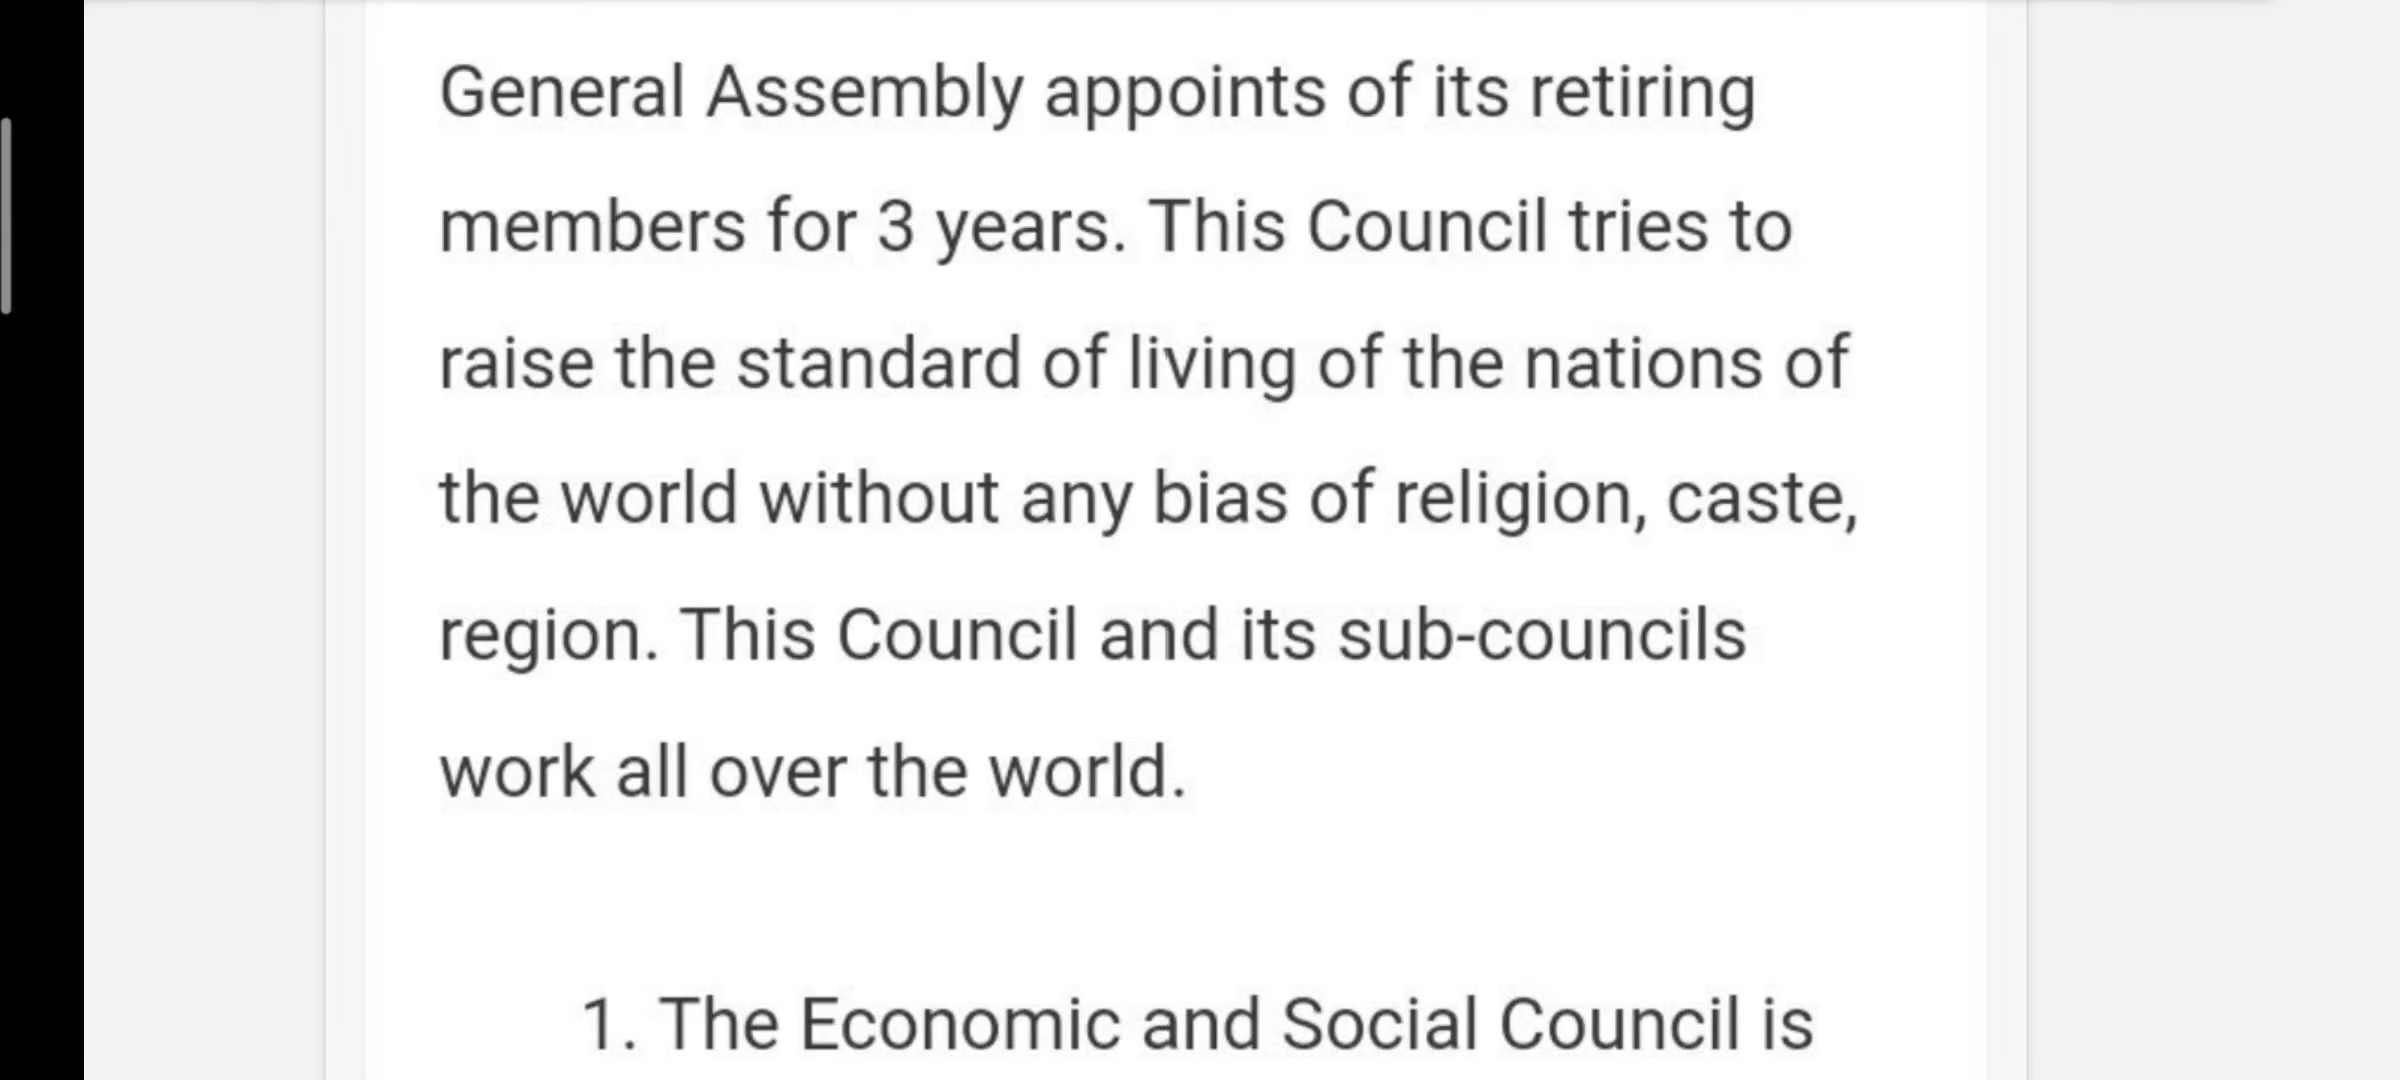 General Assembly appoints of its retiring
members for 3 years. This Council tries to
raise the standard of living of the nations of
the world without any bias of religion, caste,
region. This Council and its sub-councils
work all over the world.
1. The Economic and Social Council is